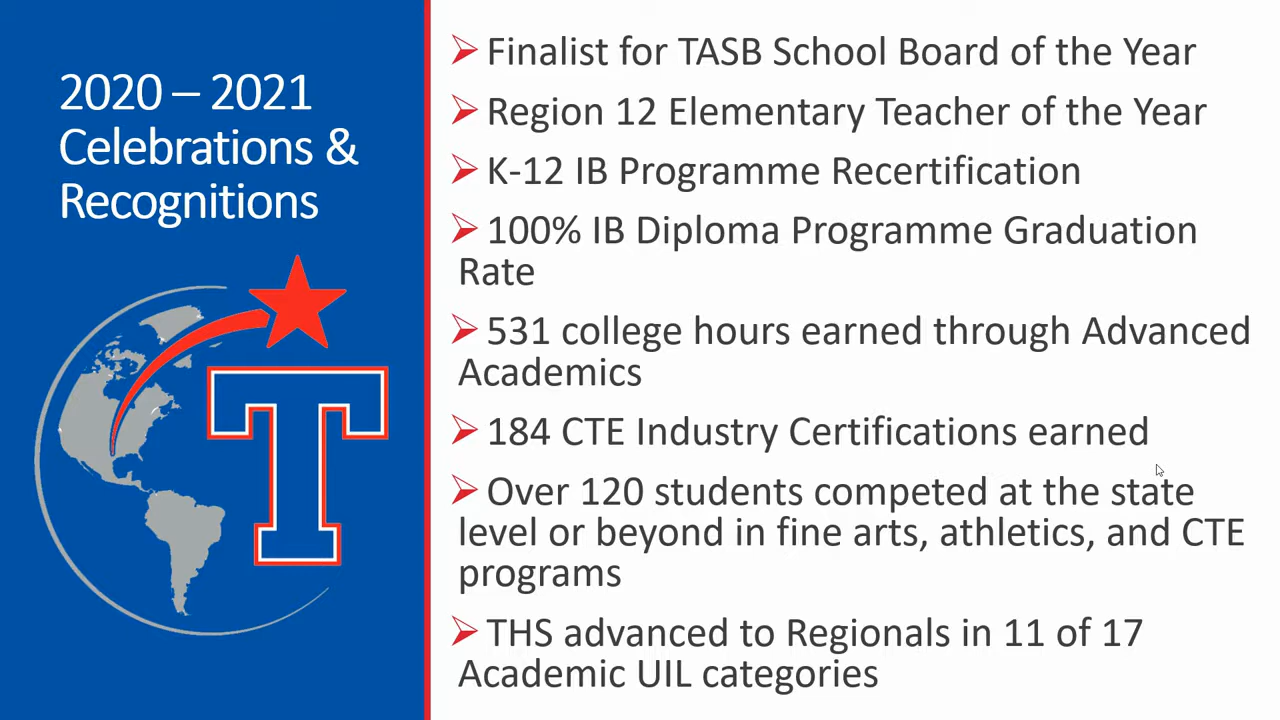 2020 – 2021
Celebrations &
Recognitions
T
Finalist for TASB School Board of the Year
Region 12 Elementary Teacher of the Year
K-12 IB Programme Recertification
100% IB Diploma Programme Graduation
Rate
531 college hours earned through Advanced
Academics
184 CTE Industry Certifications earned
Over 120 students competed at the state
level or beyond in fine arts, athletics, and CTE
programs
THS advanced to Regionals in 11 of 17
Academic UIL categories